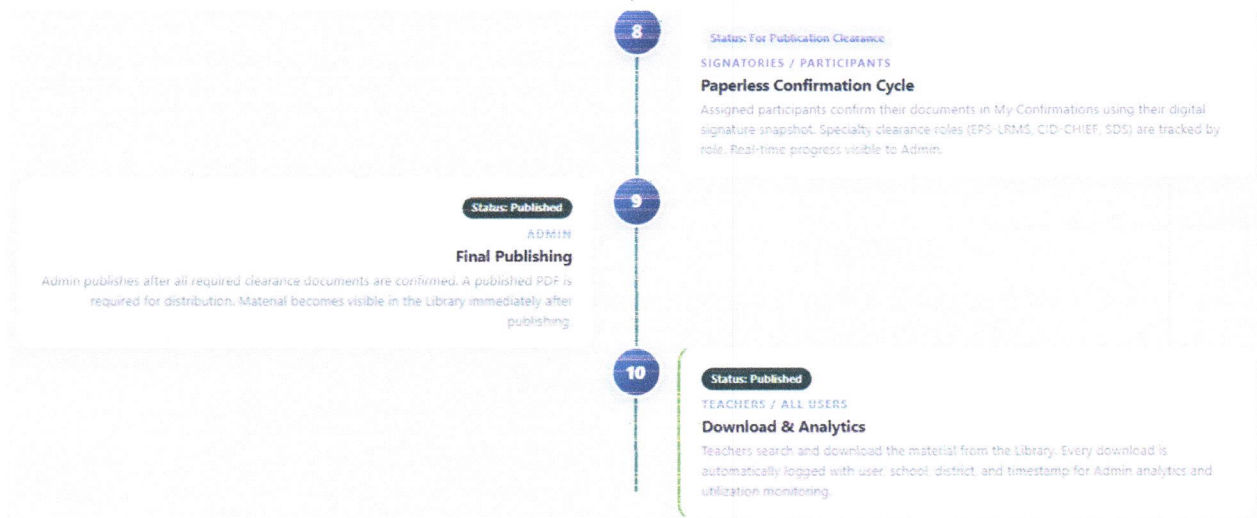 8
Status: For Publication Clearance
SIGNATORIES / PARTICIPANTS
Paperless Confirmation Cycle
Assigned participants confirm their documents in My Confirmations using their digital
signature snapshot. Specialty clearance roles (EPS-LRMS, CID-CHIEF, SDS) are tracked by
role. Real-time progress visible to Admin.
9
Status: Published
ADMIN
Final Publishing
Admin publishes after all required clearance documents are confirmed. A published PDF is
required for distribution. Material becomes visible in the Library immediately after
publishing.
10
Status: Published
TEACHERS / ALL USERS
Download & Analytics
Teachers search and download the material from the Library. Every download is
automatically logged with user, school, district, and timestamp for Admin analytics and
utilization monitoring.